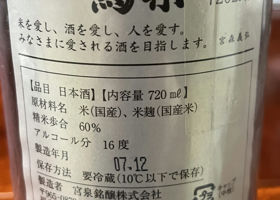 米を愛し、酒を愛し、人を愛す。
みなさまに愛される酒を目指します。 宮森義弘
【品目 日本酒】【内容量 720㎖】
原材料名 米(国産)、米麹(国産米)
精米歩合 60%
アルコール分 16度
製造年月 07.12
保存方法 要冷蔵(10℃以下で保存)
製造者 宮泉銘醸株式会社